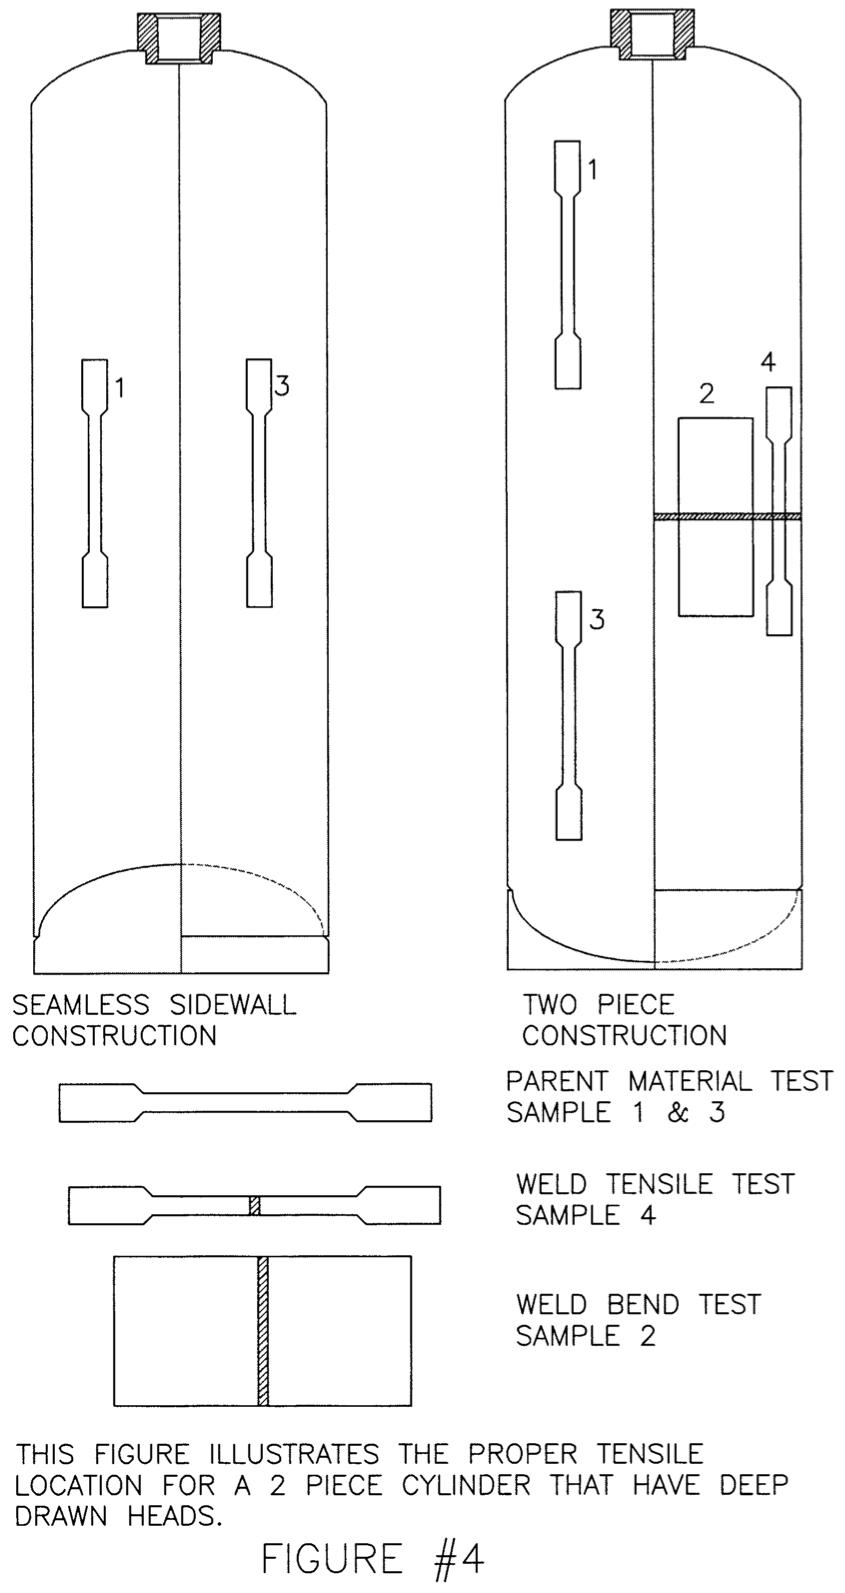 1
3
1
2
4
3
SEAMLESS SIDEWALL
CONSTRUCTION
TWO PIECE
CONSTRUCTION
PARENT MATERIAL TEST
SAMPLE 1 & 3
WELD TENSILE TEST
SAMPLE 4
WELD BEND TEST
SAMPLE 2
THIS FIGURE ILLUSTRATES THE PROPER TENSILE
LOCATION FOR A 2 PIECE CYLINDER THAT HAVE DEEP
DRAWN HEADS.
FIGURE #4